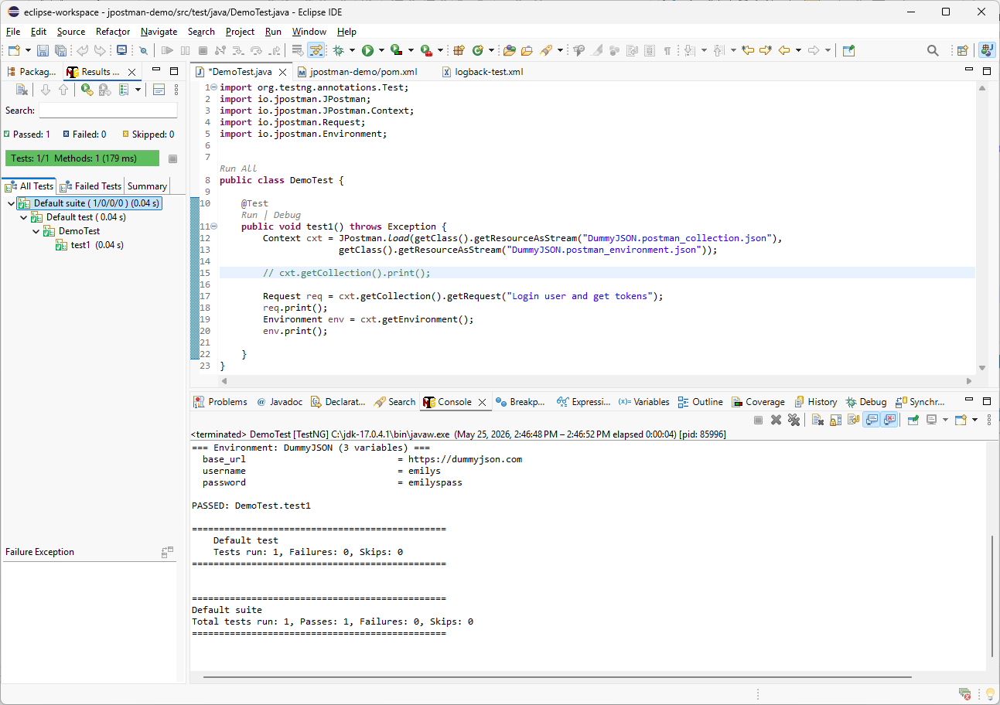 eclipse-workspace - jpostman-demo/src/test/java/DemoTest.java - Eclipse IDE
File Edit Source Refactor Navigate Search Project Run Window Help
Packag... Results ...
Search:
Passed: 1 Failed: 0 Skipped: 0
Tests: 1/1 Methods: 1 (179 ms)
All Tests Failed Tests Summary
Default suite ( 1/0/0/0 ) (0.04 s)
Default test ( 0.04 s)
DemoTest
test1 (0.04 s)
Failure Exception
*DemoTest.java jpostman-demo/pom.xml logback-test.xml
1 import org.testng.annotations.Test;
2 import io.jpostman.JPostman;
3 import io.jpostman.JPostman.Context;
4 import io.jpostman.Request;
5 import io.jpostman.Environment;
6
7
Run All
8 public class DemoTest {
9
10 @Test
Run | Debug
11 public void test1() throws Exception {
12 Context cxt = JPostman.Load(getClass().getResourceAsStream("DummyJSON.postman_collection.json"),
13 getClass().getResourceAsStream("DummyJSON.postman_environment.json"));
14
15 // cxt.getCollection().print();
16
17 Request req = cxt.getCollection().getRequest("Login user and get tokens");
18 req.print();
19 Environment env = cxt.getEnvironment();
20 env.print();
21
22 }
23 }
Problems @ Javadoc Declarat... Search Console Breakp... Expressi... (x)= Variables Outline Coverage History Debug Synchr...
<terminated> DemoTest [TestNG] C:\jdk-17.0.4.1\bin\javaw.exe (May 25, 2026, 2:46:48 PM – 2:46:52 PM elapsed 0:00:04) [pid: 85996]
=== Environment: DummyJSON (3 variables) ===
base_url = https://dummyjson.com
username = emilys
password = emilyspass
PASSED: DemoTest.test1
===============================================
Default test
Tests run: 1, Failures: 0, Skips: 0
===============================================
===============================================
Default suite
Total tests run: 1, Passes: 1, Failures: 0, Skips: 0
===============================================